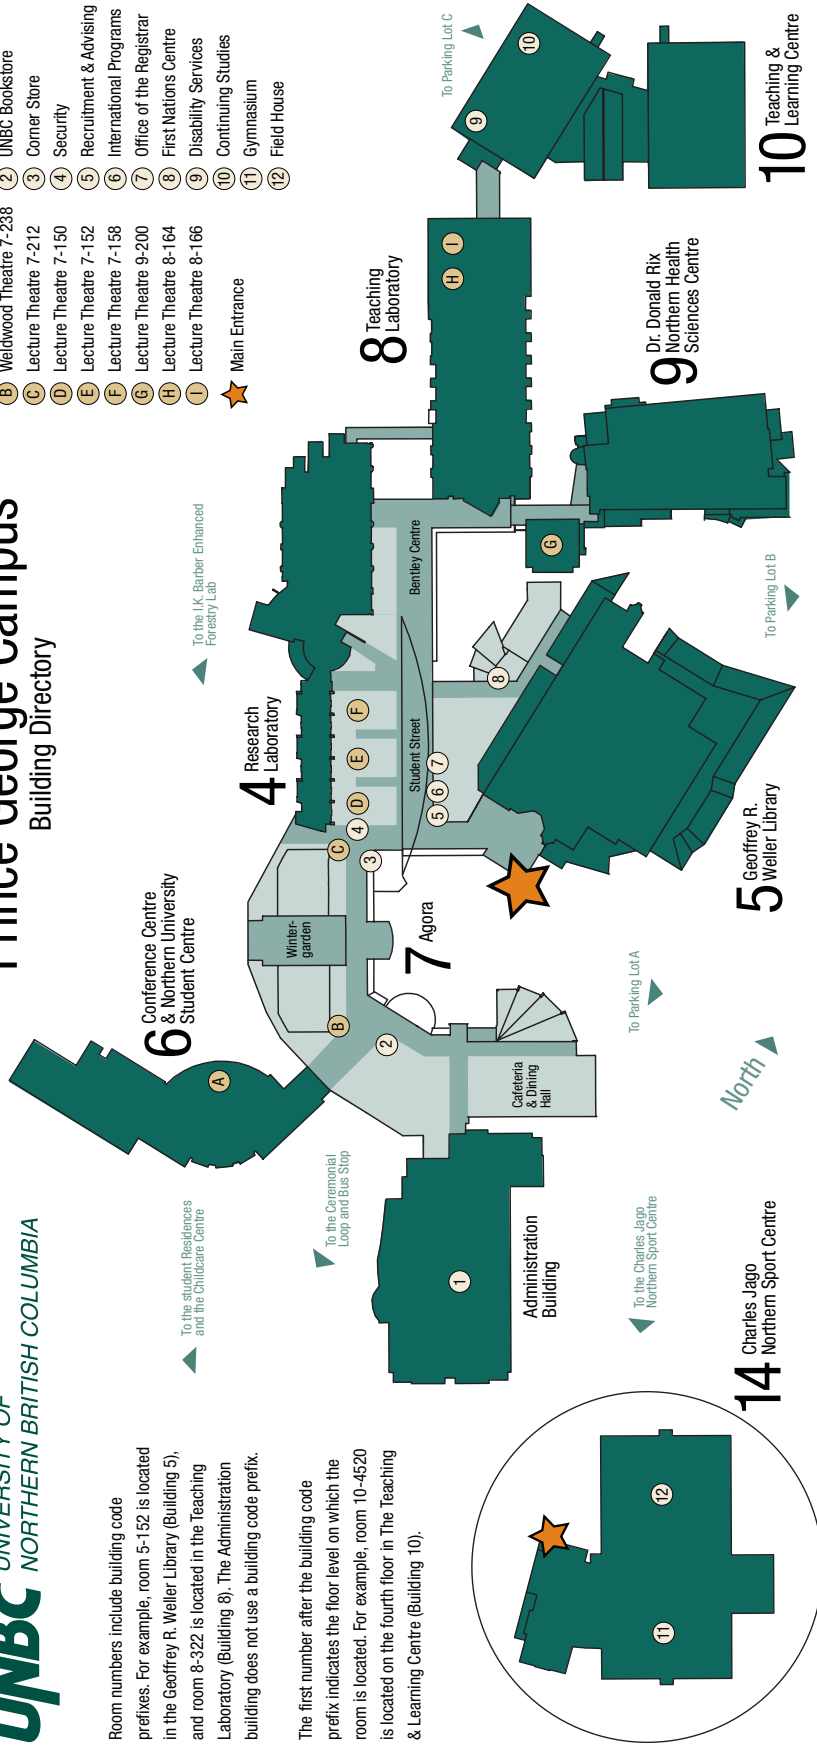 UNBC
UNIVERSITY OF
NORTHERN BRITISH COLUMBIA
Prince George Campus
Building Directory
B Weldwood Theatre 7-238
C Lecture Theatre 7-212
D Lecture Theatre 7-150
E Lecture Theatre 7-152
F Lecture Theatre 7-158
G Lecture Theatre 9-200
H Lecture Theatre 8-164
I Lecture Theatre 8-166
Main Entrance
2 UNBC Bookstore
3 Corner Store
4 Security
5 Recruitment & Advising
6 International Programs
7 Office of the Registrar
8 First Nations Centre
9 Disability Services
10 Continuing Studies
11 Gymnasium
12 Field House
Room numbers include building code
prefixes. For example, room 5-152 is located
in the Geoffrey R. Weller Library (Building 5),
and room 8-322 is located in the Teaching
Laboratory (Building 8). The Administration
building does not use a building code prefix.
The first number after the building code
prefix indicates the floor level on which the
room is located. For example, room 10-4520
is located on the fourth floor in The Teaching
& Learning Centre (Building 10).
To the student Residences
and the Childcare Centre
6 Conference Centre
& Northern University
Student Centre
A
To the I.K. Barber Enhanced
Forestry Lab
4 Research
Laboratory
To the Ceremonial
Loop and Bus Stop
Winter-
garden
B
C
3
4
D
E
F
2
7 Agora
Student Street
Bentley Centre
5
6
7
8
8 Teaching
Laboratory
H
I
To Parking Lot C
9
10
10 Teaching &
Learning Centre
G
9 Dr. Donald Rix
Northern Health
Sciences Centre
1
Administration
Building
Cafeteria
& Dining
Hall
To Parking Lot A
To Parking Lot B
5 Geoffrey R.
Weller Library
North
To the Charles Jago
Northern Sport Centre
14 Charles Jago
Northern Sport Centre
11
12